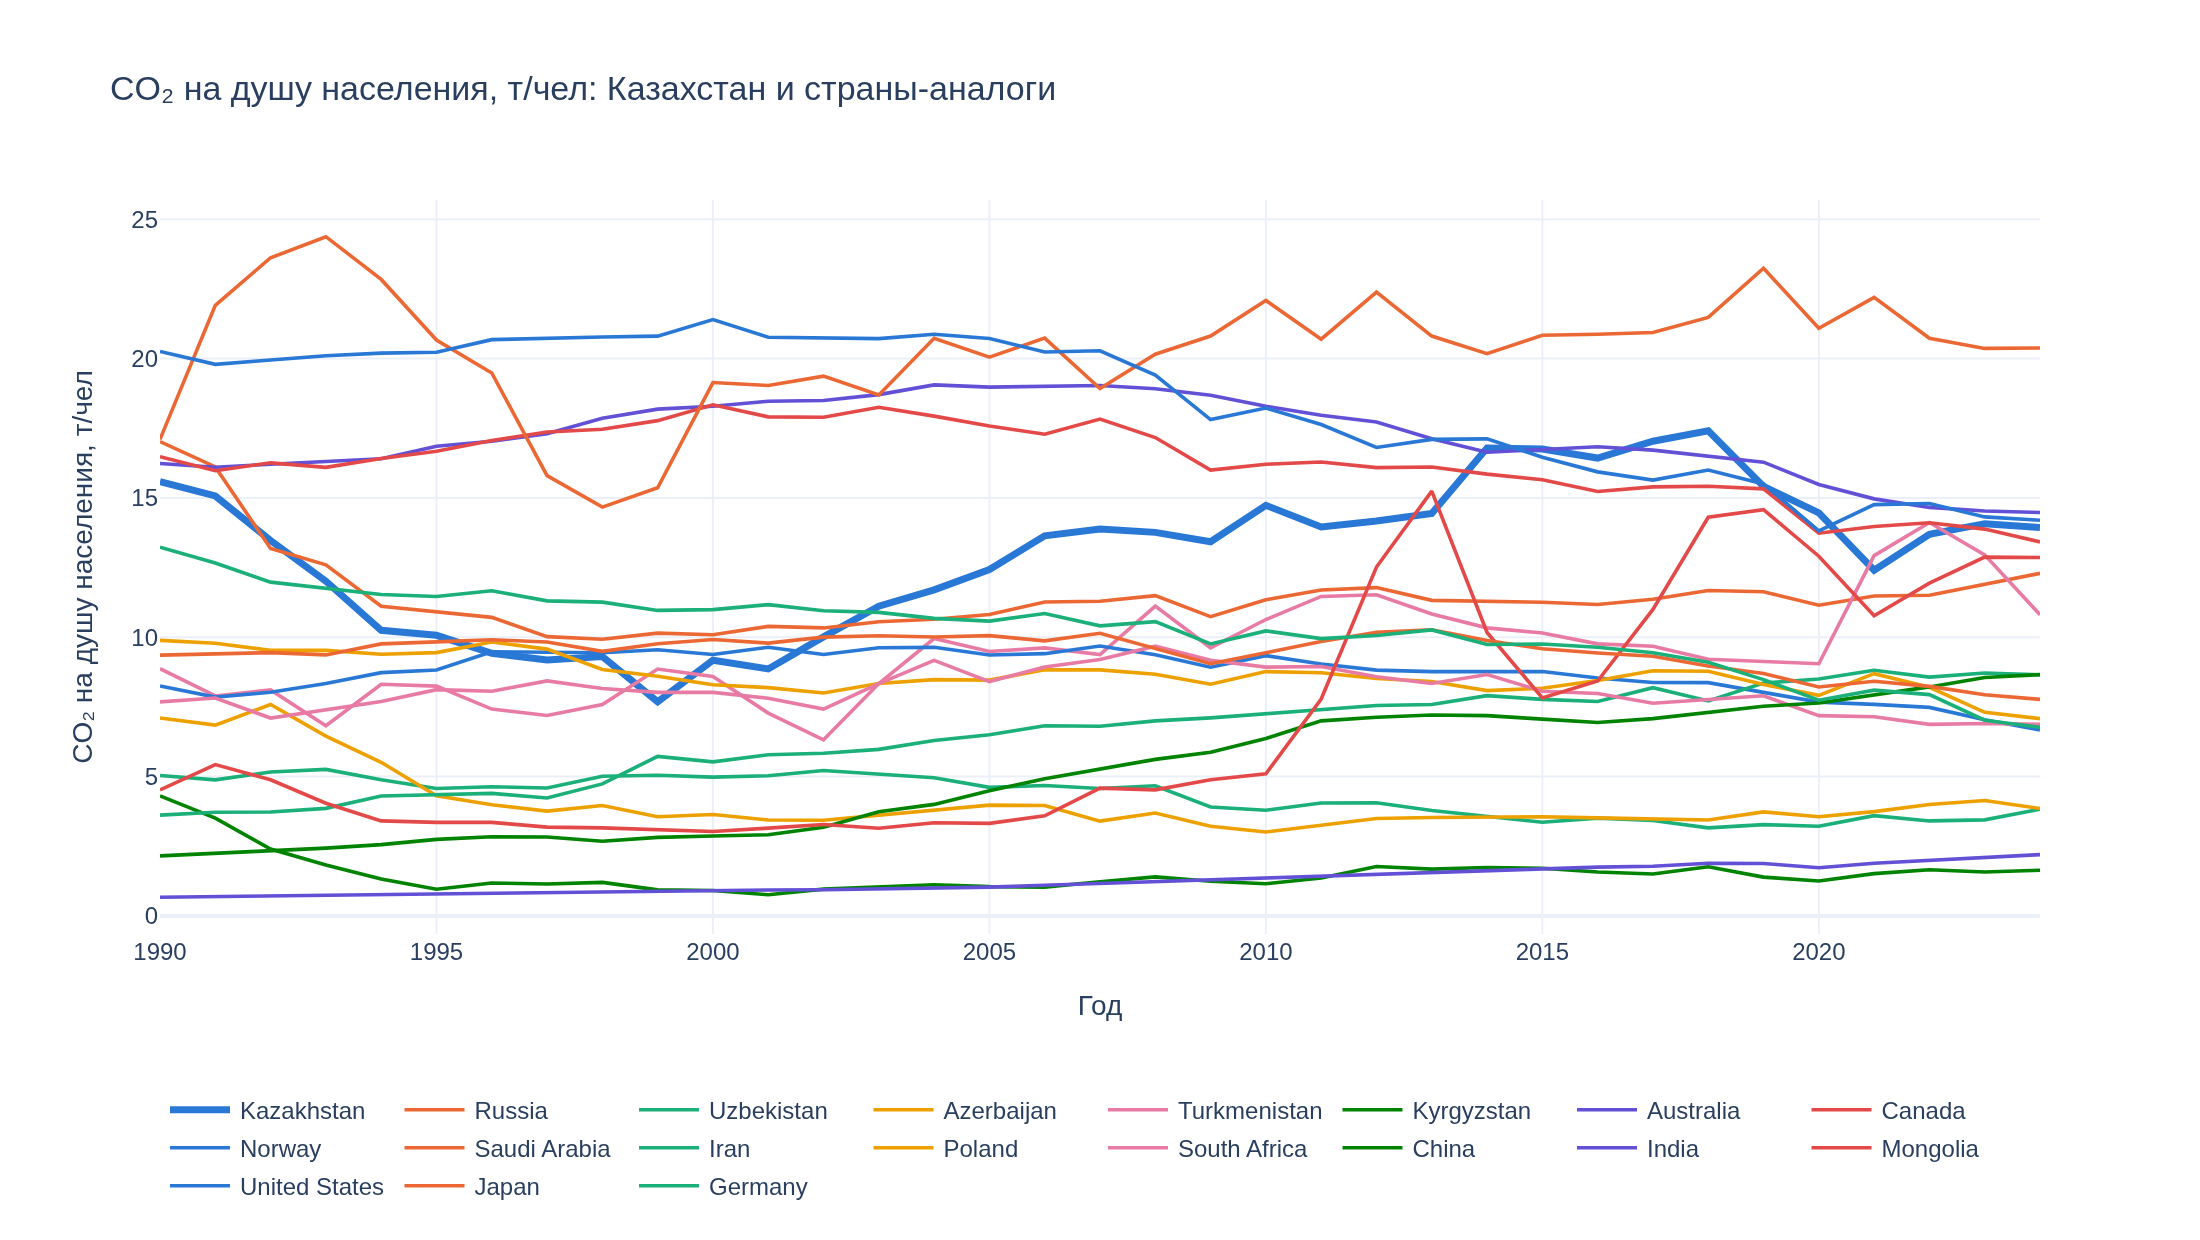 CO₂ на душу населения, т/чел: Казахстан и страны-аналоги
CO₂ на душу населения, т/чел
25
20
15
10
5
0
1990 1995 2000 2005 2010 2015 2020
Год
Kazakhstan Russia Uzbekistan Azerbaijan Turkmenistan Kyrgyzstan Australia Canada
Norway Saudi Arabia Iran Poland South Africa China India Mongolia
United States Japan Germany